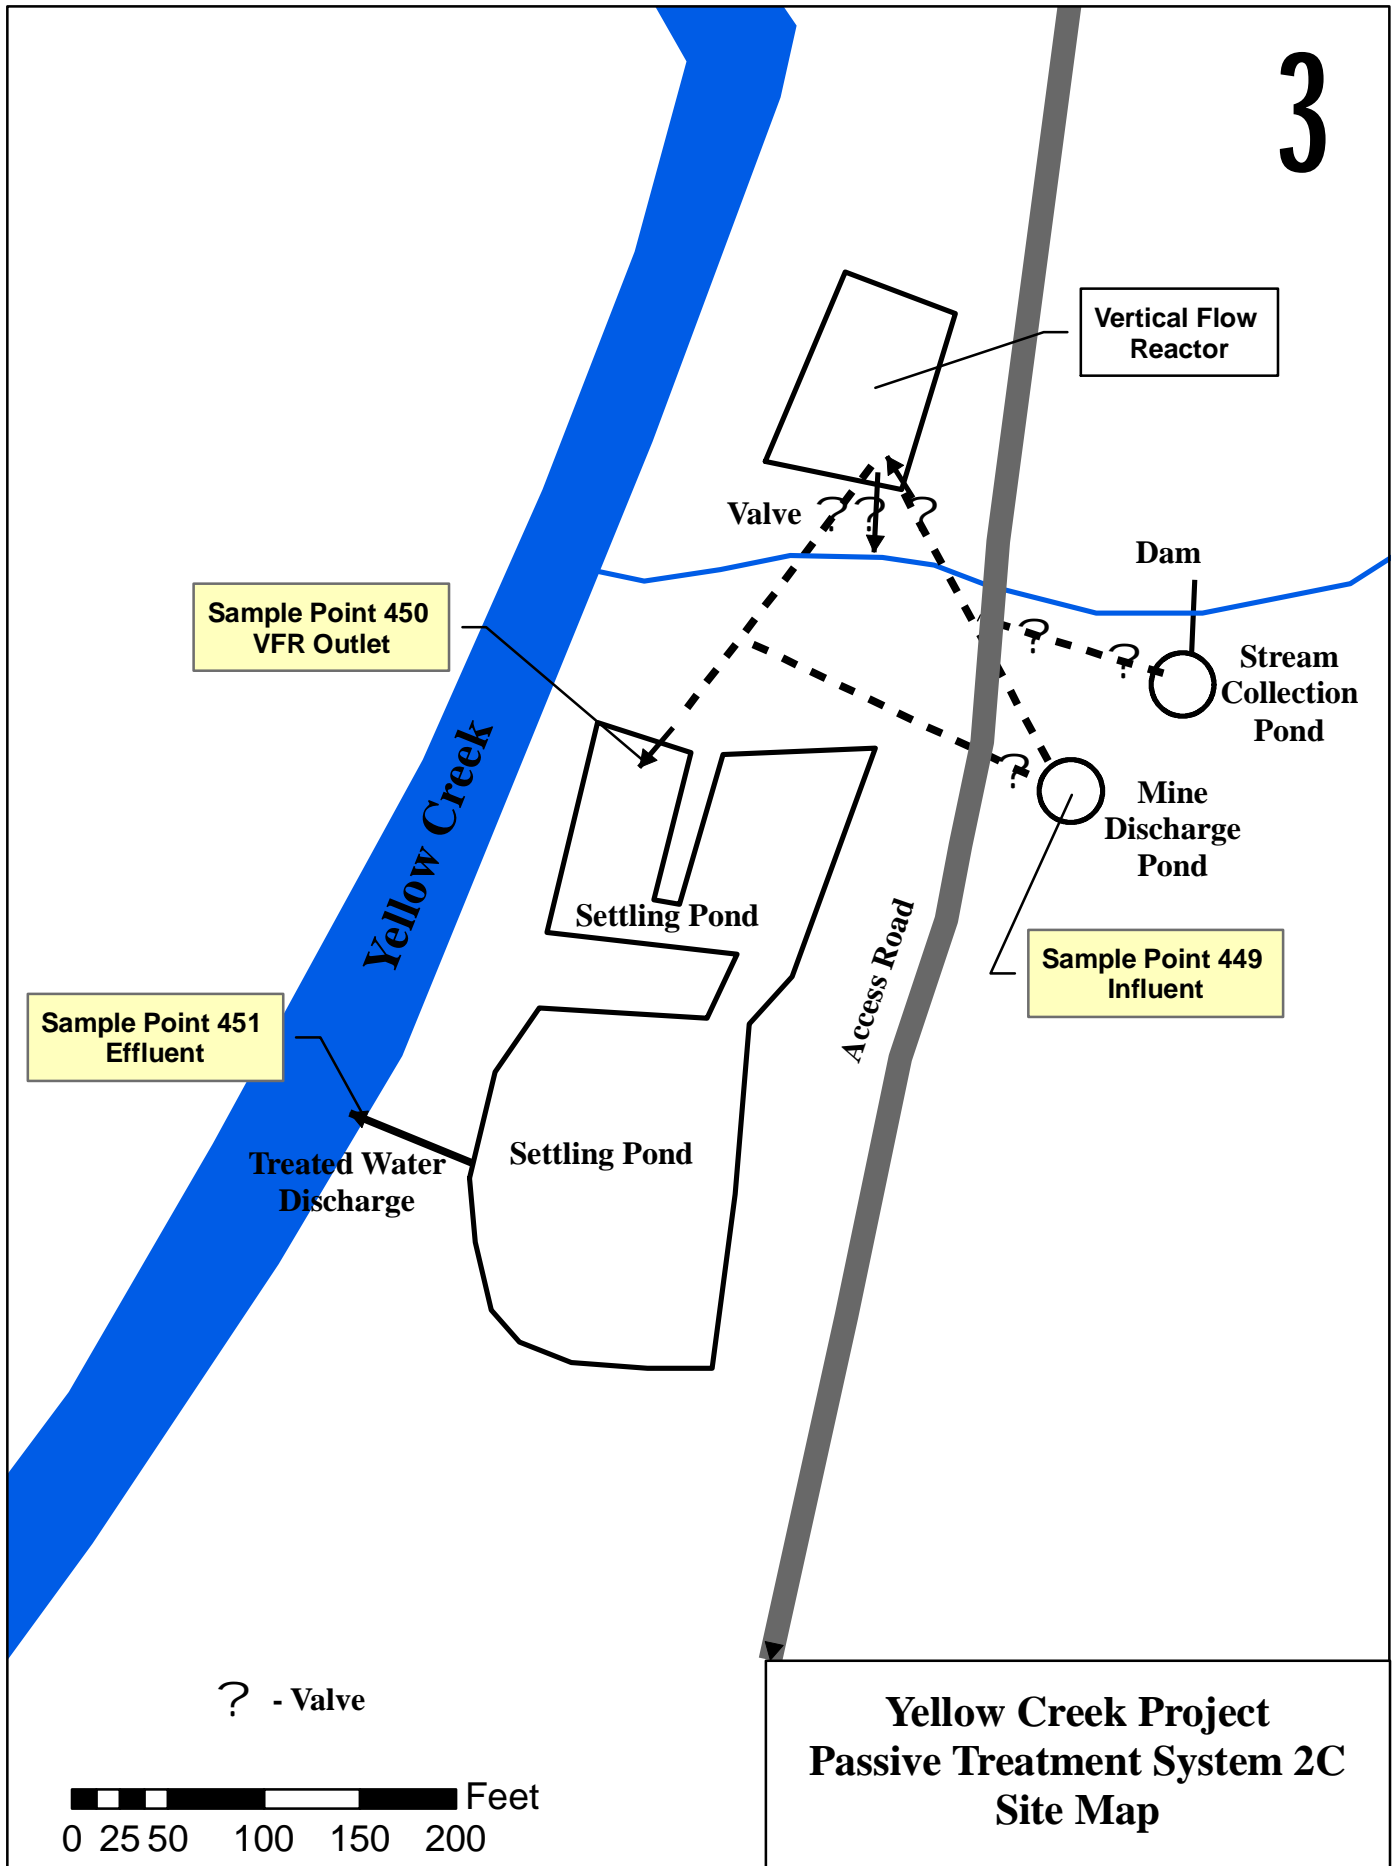 3
Vertical Flow
Reactor
Valve ? ? ?
Dam
Sample Point 450
VFR Outlet
?
?
Stream
Collection
Pond
Yellow Creek
?
Mine
Discharge
Pond
Settling Pond
Access Road
Sample Point 449
Influent
Sample Point 451
Effluent
Treated Water
Discharge
Settling Pond
? - Valve
Feet
0 25 50 100 150 200
Yellow Creek Project
Passive Treatment System 2C
Site Map